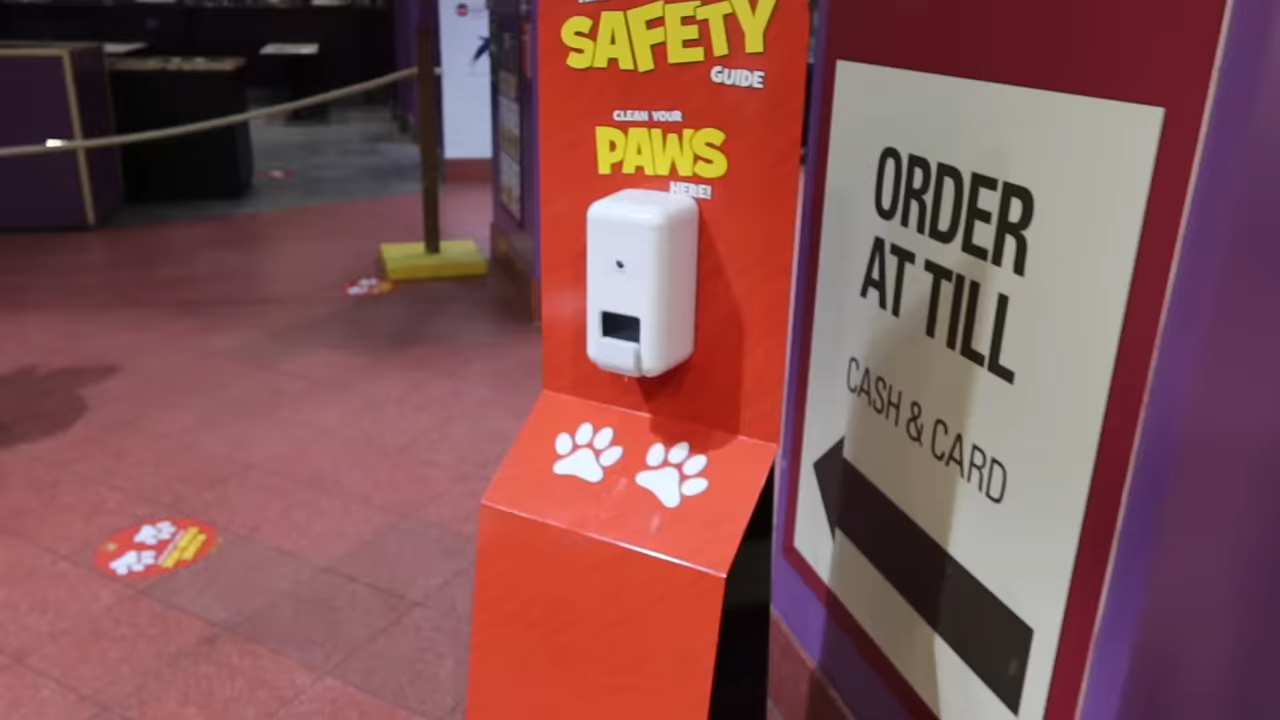 SAFETY
GUIDE
CLEAN YOUR
PAWS
HERE!
ORDER
AT TILL
CASH & CARD